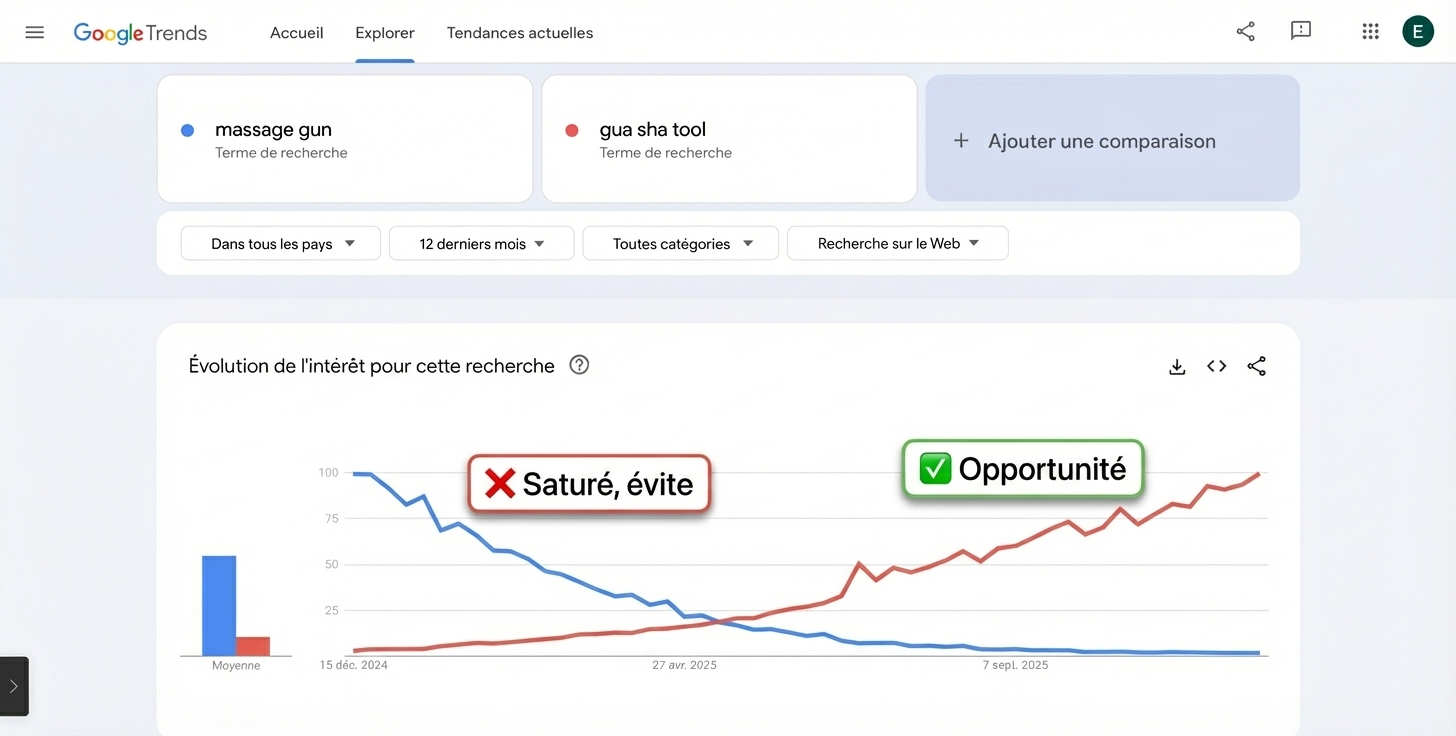 Google Trends
Accueil
Explorer
Tendances actuelles
E
massage gun
Terme de recherche
gua sha tool
Terme de recherche
+ Ajouter une comparaison
Dans tous les pays
12 derniers mois
Toutes catégories
Recherche sur le Web
Évolution de l'intérêt pour cette recherche
?
❌ Saturé, évite
✅ Opportunité
100
75
50
25
Moyenne
15 déc. 2024
27 avr. 2025
7 sept. 2025